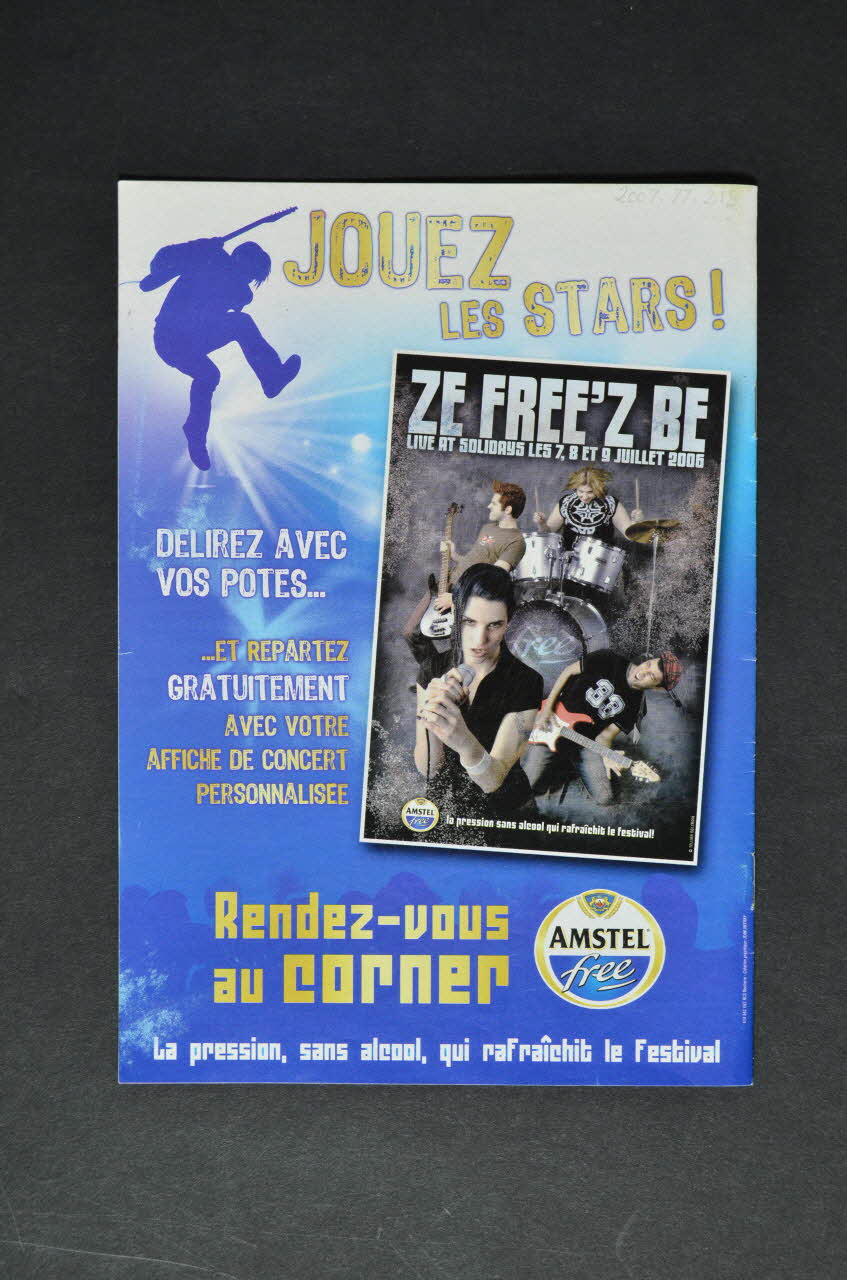 JOUEZ
LES STARS !
ZE FREE'Z BE
LIVE AT SOLIDAYS LES 7, 8 ET 9 JUILLET 2006
DELIREZ AVEC
VOS POTES...
...ET REPARTEZ
GRATUITEMENT
AVEC VOTRE
AFFICHE DE CONCERT
PERSONNALISEE
free
33
AMSTEL
free
la pression sans alcool qui rafraîchit le festival!
Rendez-vous
au corner
AMSTEL
free
La pression, sans alcool, qui rafraîchit le festival